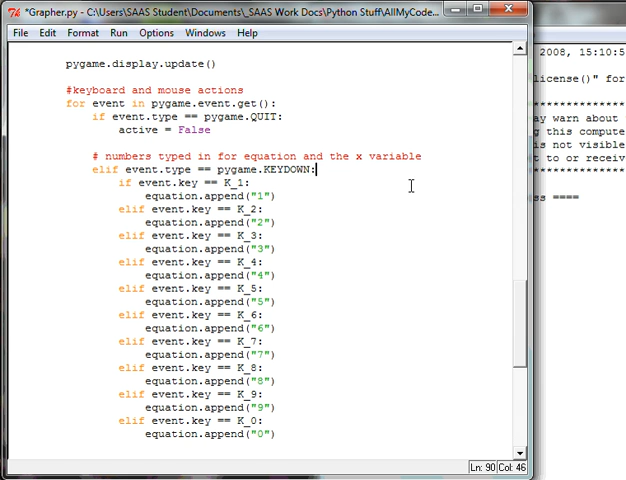 *Grapher.py - C:\Users\SAAS Student\Documents\_SAAS Work Docs\Python Stuff\AllMyCode...
File Edit Format Run Options Windows Help
pygame.display.update()
#keyboard and mouse actions
for event in pygame.event.get():
if event.type == pygame.QUIT:
active = False
# numbers typed in for equation and the x variable
elif event.type == pygame.KEYDOWN:
if event.key == K_1:
equation.append("1")
elif event.key == K_2:
equation.append("2")
elif event.key == K_3:
equation.append("3")
elif event.key == K_4:
equation.append("4")
elif event.key == K_5:
equation.append("5")
elif event.key == K_6:
equation.append("6")
elif event.key == K_7:
equation.append("7")
elif event.key == K_8:
equation.append("8")
elif event.key == K_9:
equation.append("9")
elif event.key == K_0:
equation.append("0")
Ln: 90 Col: 46
2008, 15:10:5
license()" for
*****************
ay warn about
g this compute
is not visible
t to or receiv
*****************
ss ====